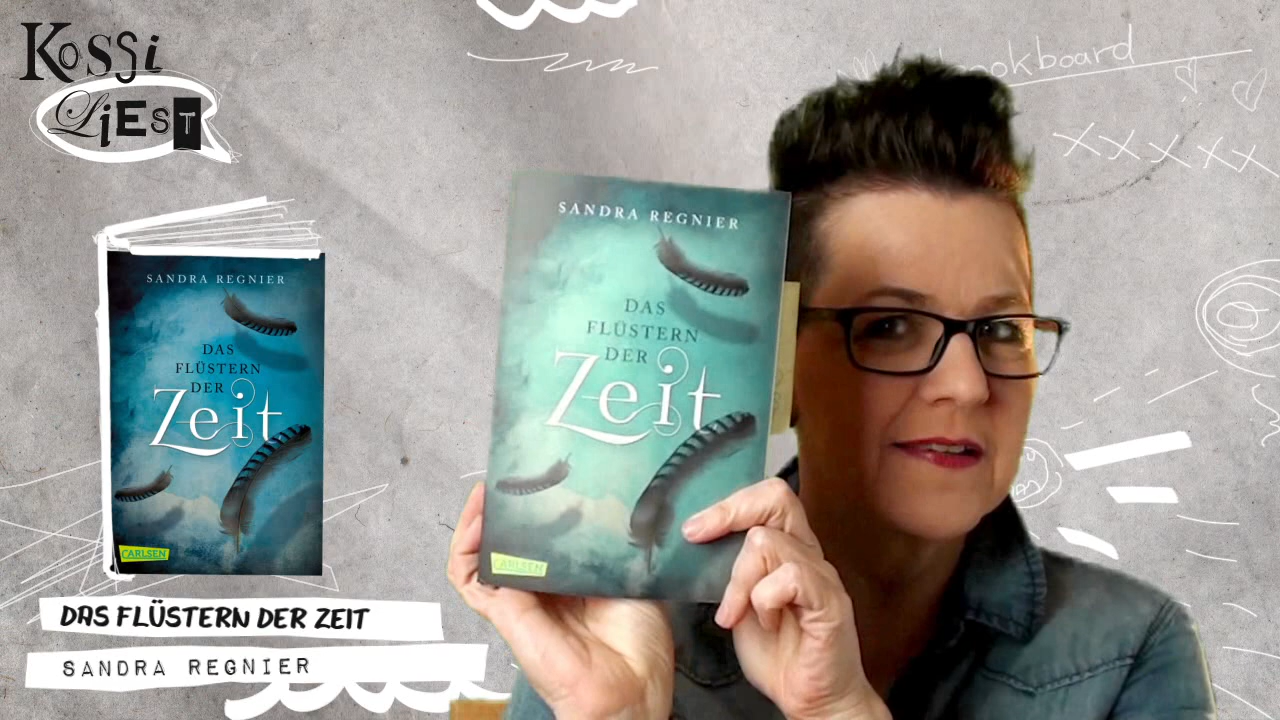 Kossi
Liest
SANDRA REGNIER
DAS
FLÜSTERN
DER
Zeit
CARLSEN
SANDRA REGNIER
DAS
FLÜSTERN
DER
Zeit
CARLSEN
DAS FLÜSTERN DER ZEIT
SANDRA REGNIER